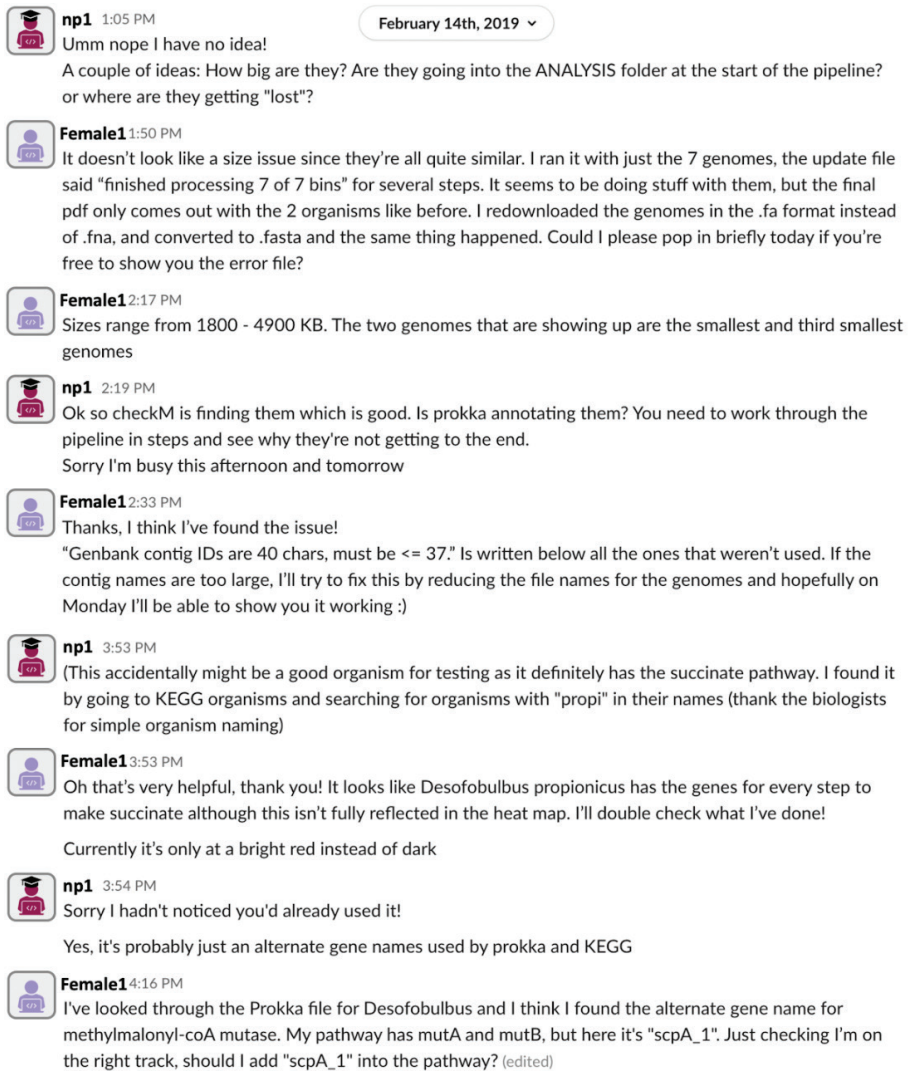 February 14th, 2019
np1 1:05 PM
Umm nope I have no idea!
A couple of ideas: How big are they? Are they going into the ANALYSIS folder at the start of the pipeline?
or where are they getting "lost"?
Female1 1:50 PM
It doesn't look like a size issue since they're all quite similar. I ran it with just the 7 genomes, the update file
said “finished processing 7 of 7 bins” for several steps. It seems to be doing stuff with them, but the final
pdf only comes out with the 2 organisms like before. I redownloaded the genomes in the .fa format instead
of .fna, and converted to .fasta and the same thing happened. Could I please pop in briefly today if you're
free to show you the error file?
Female1 2:17 PM
Sizes range from 1800 - 4900 KB. The two genomes that are showing up are the smallest and third smallest
genomes
np1 2:19 PM
Ok so checkM is finding them which is good. Is prokka annotating them? You need to work through the
pipeline in steps and see why they're not getting to the end.
Sorry I'm busy this afternoon and tomorrow
Female1 2:33 PM
Thanks, I think I've found the issue!
“Genbank contig IDs are 40 chars, must be <= 37.” Is written below all the ones that weren't used. If the
contig names are too large, I'll try to fix this by reducing the file names for the genomes and hopefully on
Monday I'll be able to show you it working :)
np1 3:53 PM
(This accidentally might be a good organism for testing as it definitely has the succinate pathway. I found it
by going to KEGG organisms and searching for organisms with "propi" in their names (thank the biologists
for simple organism naming)
Female1 3:53 PM
Oh that's very helpful, thank you! It looks like Desofobulbus propionicus has the genes for every step to
make succinate although this isn't fully reflected in the heat map. I'll double check what I've done!
Currently it's only at a bright red instead of dark
np1 3:54 PM
Sorry I hadn't noticed you'd already used it!
Yes, it's probably just an alternate gene names used by prokka and KEGG
Female1 4:16 PM
I've looked through the Prokka file for Desofobulbus and I think I found the alternate gene name for
methylmalonyl-coA mutase. My pathway has mutA and mutB, but here it's "scpA_1". Just checking I'm on
the right track, should I add "scpA_1" into the pathway? (edited)